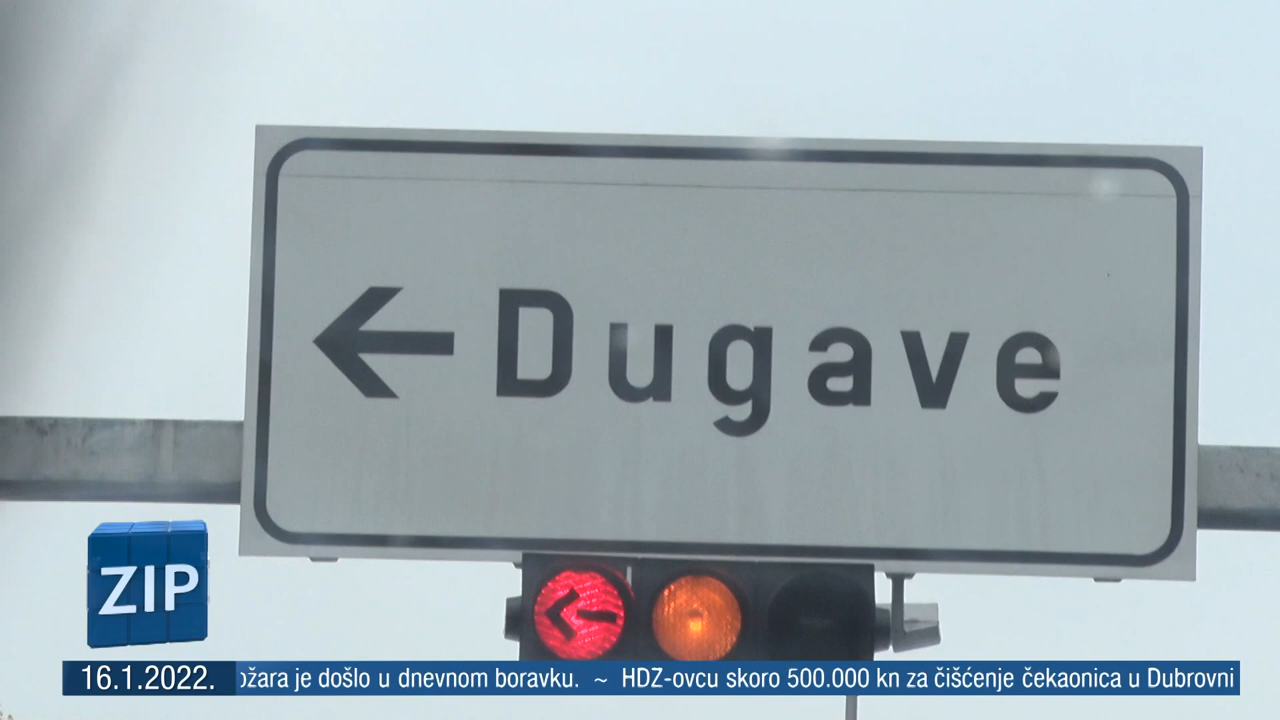 Dugave
ZIP
16.1.2022. je došlo u dnevnom boravku. ~ HDZ-ovcu skoro 500.000 kn za čišćenje čekaonica u Dubrovni